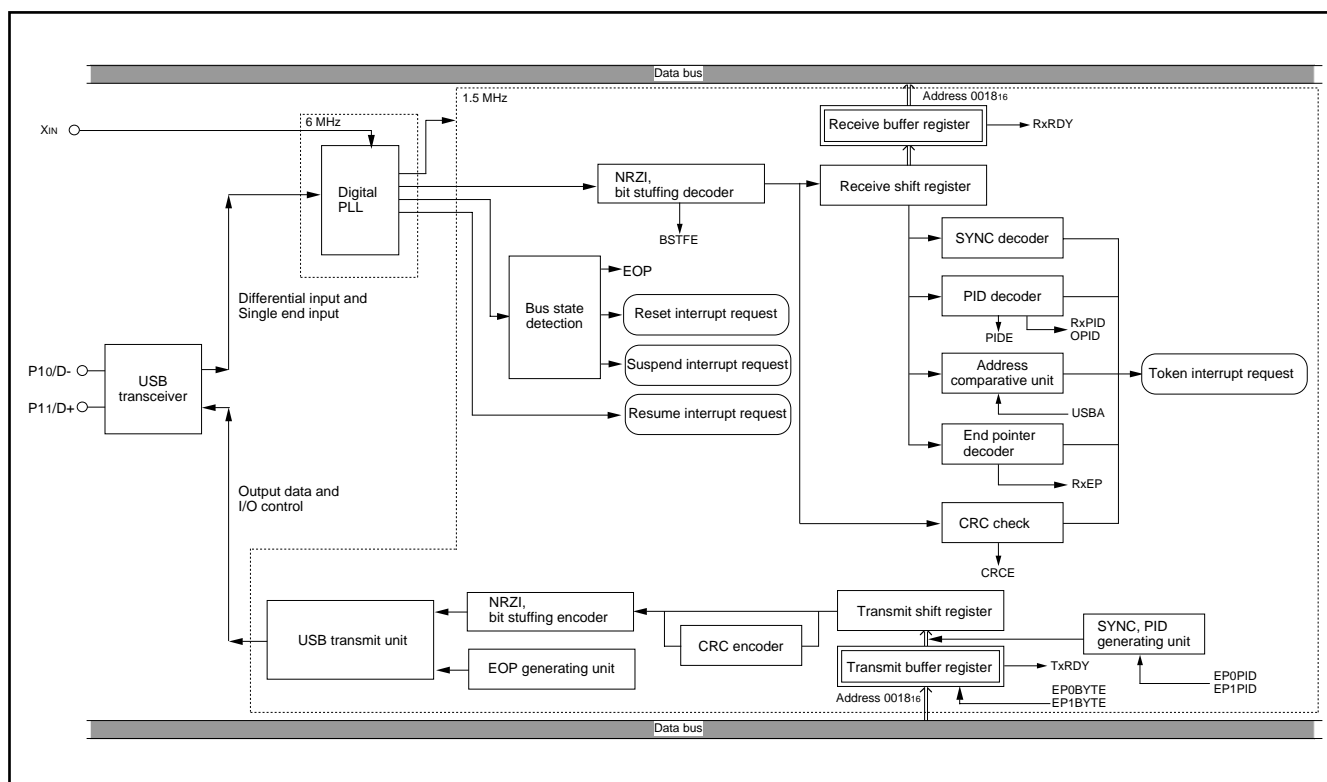 Data bus
1.5 MHz
Address 001816
XIN
6 MHz
Receive buffer register
RxRDY
Digital
PLL
NRZI,
bit stuffing decoder
Receive shift register
BSTFE
SYNC decoder
EOP
Differential input and
Single end input
Bus state
detection
Reset interrupt request
PID decoder
RxPID
OPID
PIDE
P10/D-
USB
transceiver
Suspend interrupt request
Address
comparative unit
Token interrupt request
P11/D+
Resume interrupt request
USBA
End pointer
decoder
Output data and
I/O control
RxEP
CRC check
CRCE
NRZI,
bit stuffing encoder
Transmit shift register
SYNC, PID
generating unit
USB transmit unit
CRC encoder
EOP generating unit
Transmit buffer register
TxRDY
EP0PID
EP1PID
Address 001816
EP0BYTE
EP1BYTE
Data bus